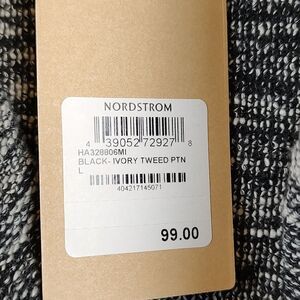 NORDSTROM
4 39052 72927 8
HA328806MI
BLACK- IVORY TWEED PTN
L
404217145071
99.00